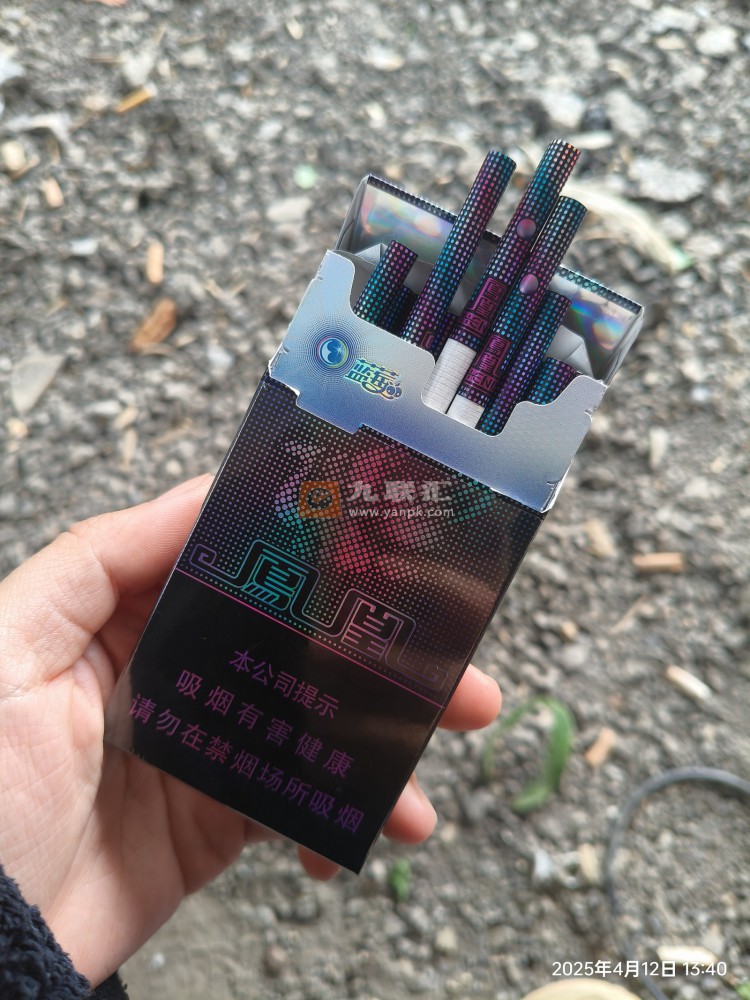 蓝莓
九联汇
www.yanpk.com
鳳凰
本公司提示
吸烟有害健康
请勿在禁烟场所吸烟
2025年4月12日 13:40